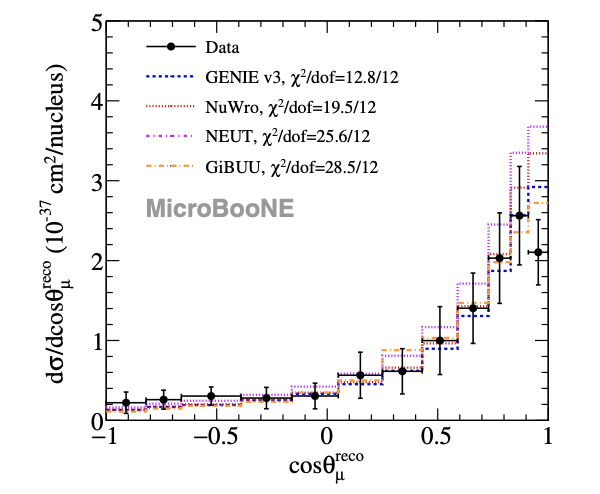 dσ/dcosθμ^reco (10^-37 cm²/nucleus)
5
4
3
2
1
0
Data
GENIE v3, χ²/dof=12.8/12
NuWro, χ²/dof=19.5/12
NEUT, χ²/dof=25.6/12
GiBUU, χ²/dof=28.5/12
MicroBooNE
−1 −0.5 0 0.5 1
cosθμ^reco